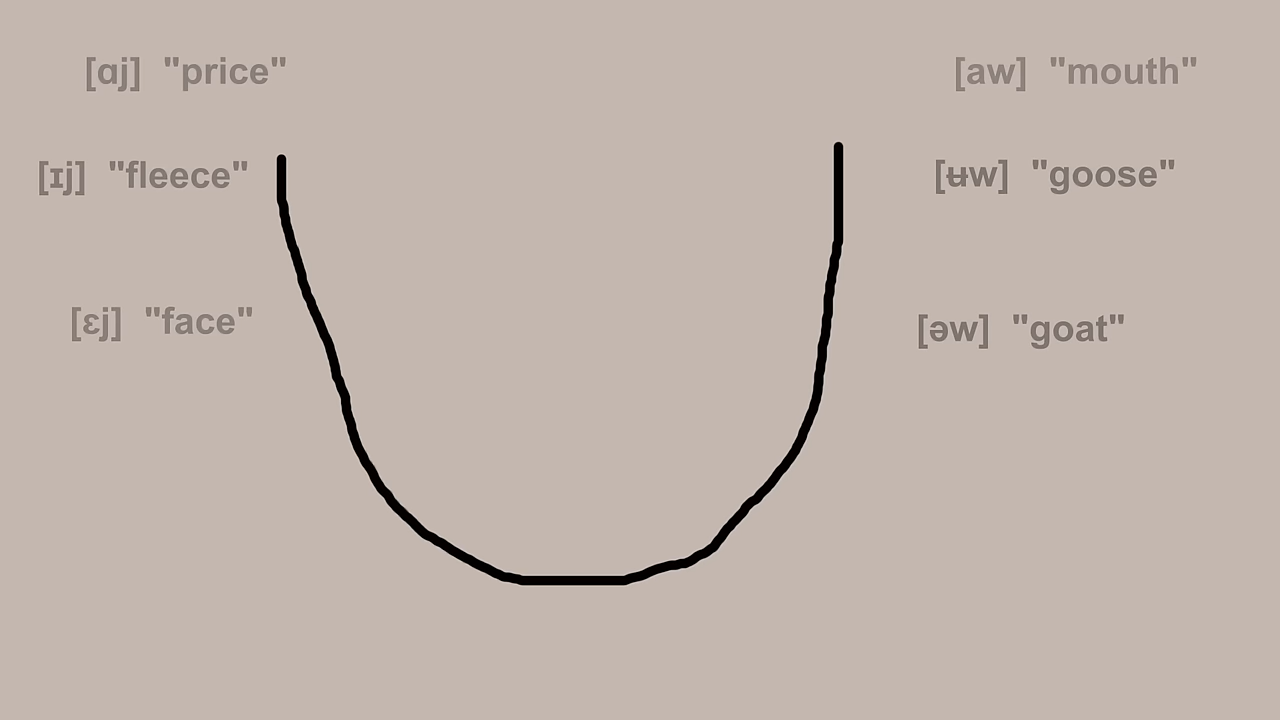 [ɑj] "price"
[aw] "mouth"
[ɪj] "fleece"
[ʉw] "goose"
[ɛj] "face"
[əw] "goat"